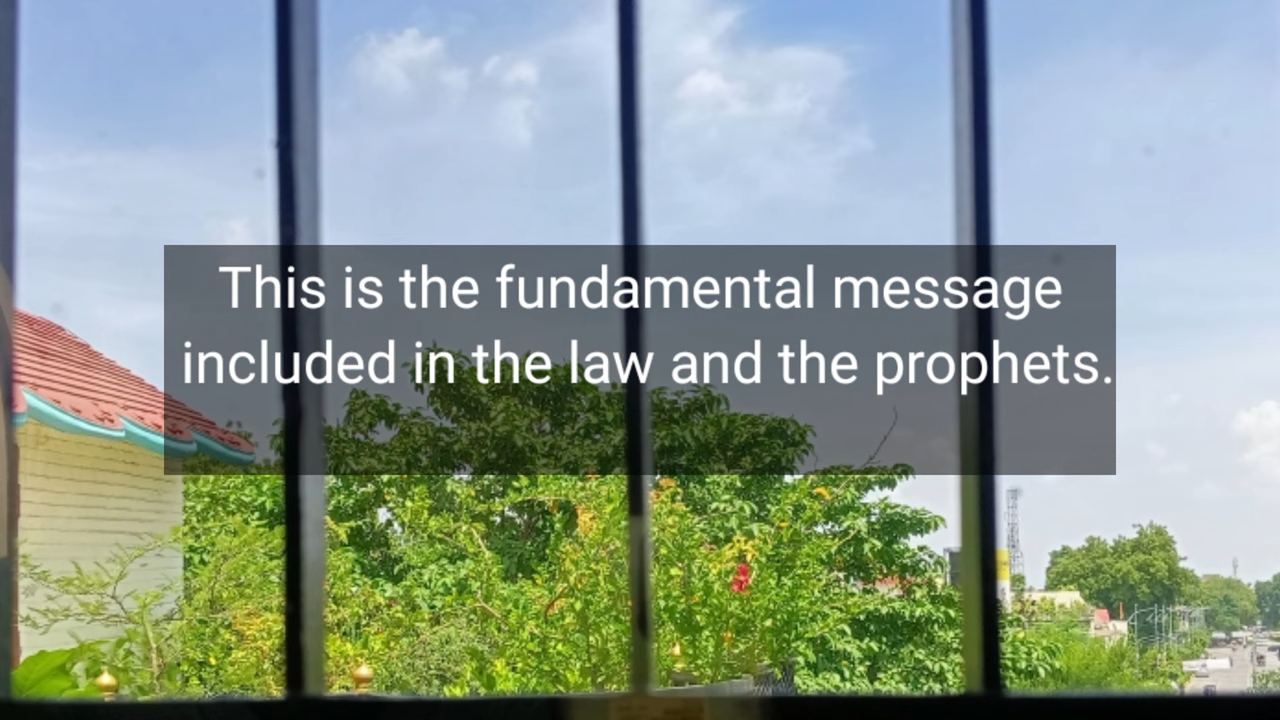 This is the fundamental message
included in the law and the prophets.